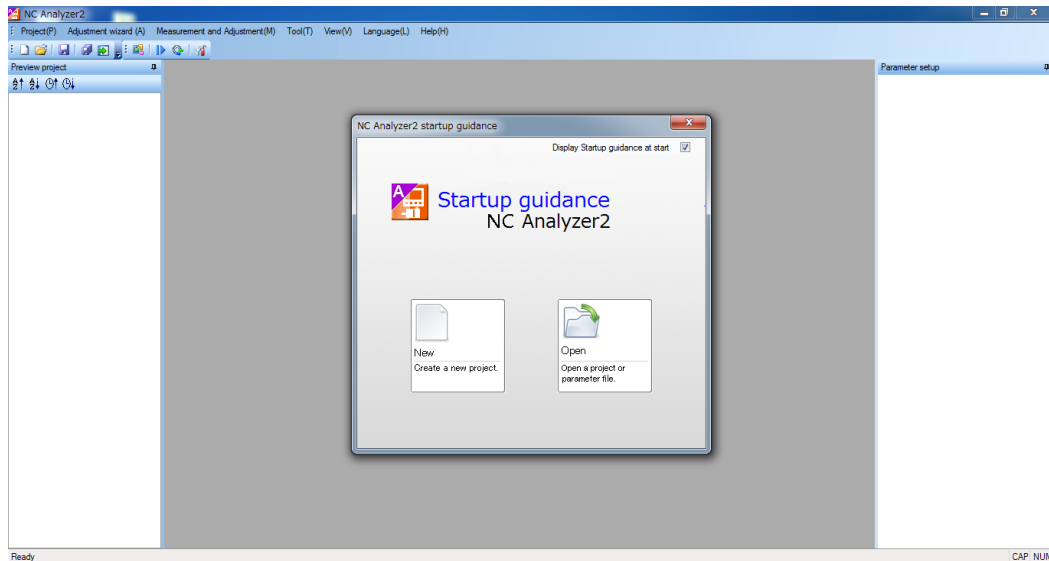 NC Analyzer2
Project(P) Adjustment wizard (A) Measurement and Adjustment(M) Tool(T) View(V) Language(L) Help(H)
Preview project
Parameter setup
NC Analyzer2 startup guidance
Display Startup guidance at start
A
Startup guidance
NC Analyzer2
New
Create a new project.
Open
Open a project or
parameter file.
Ready
CAP NUM